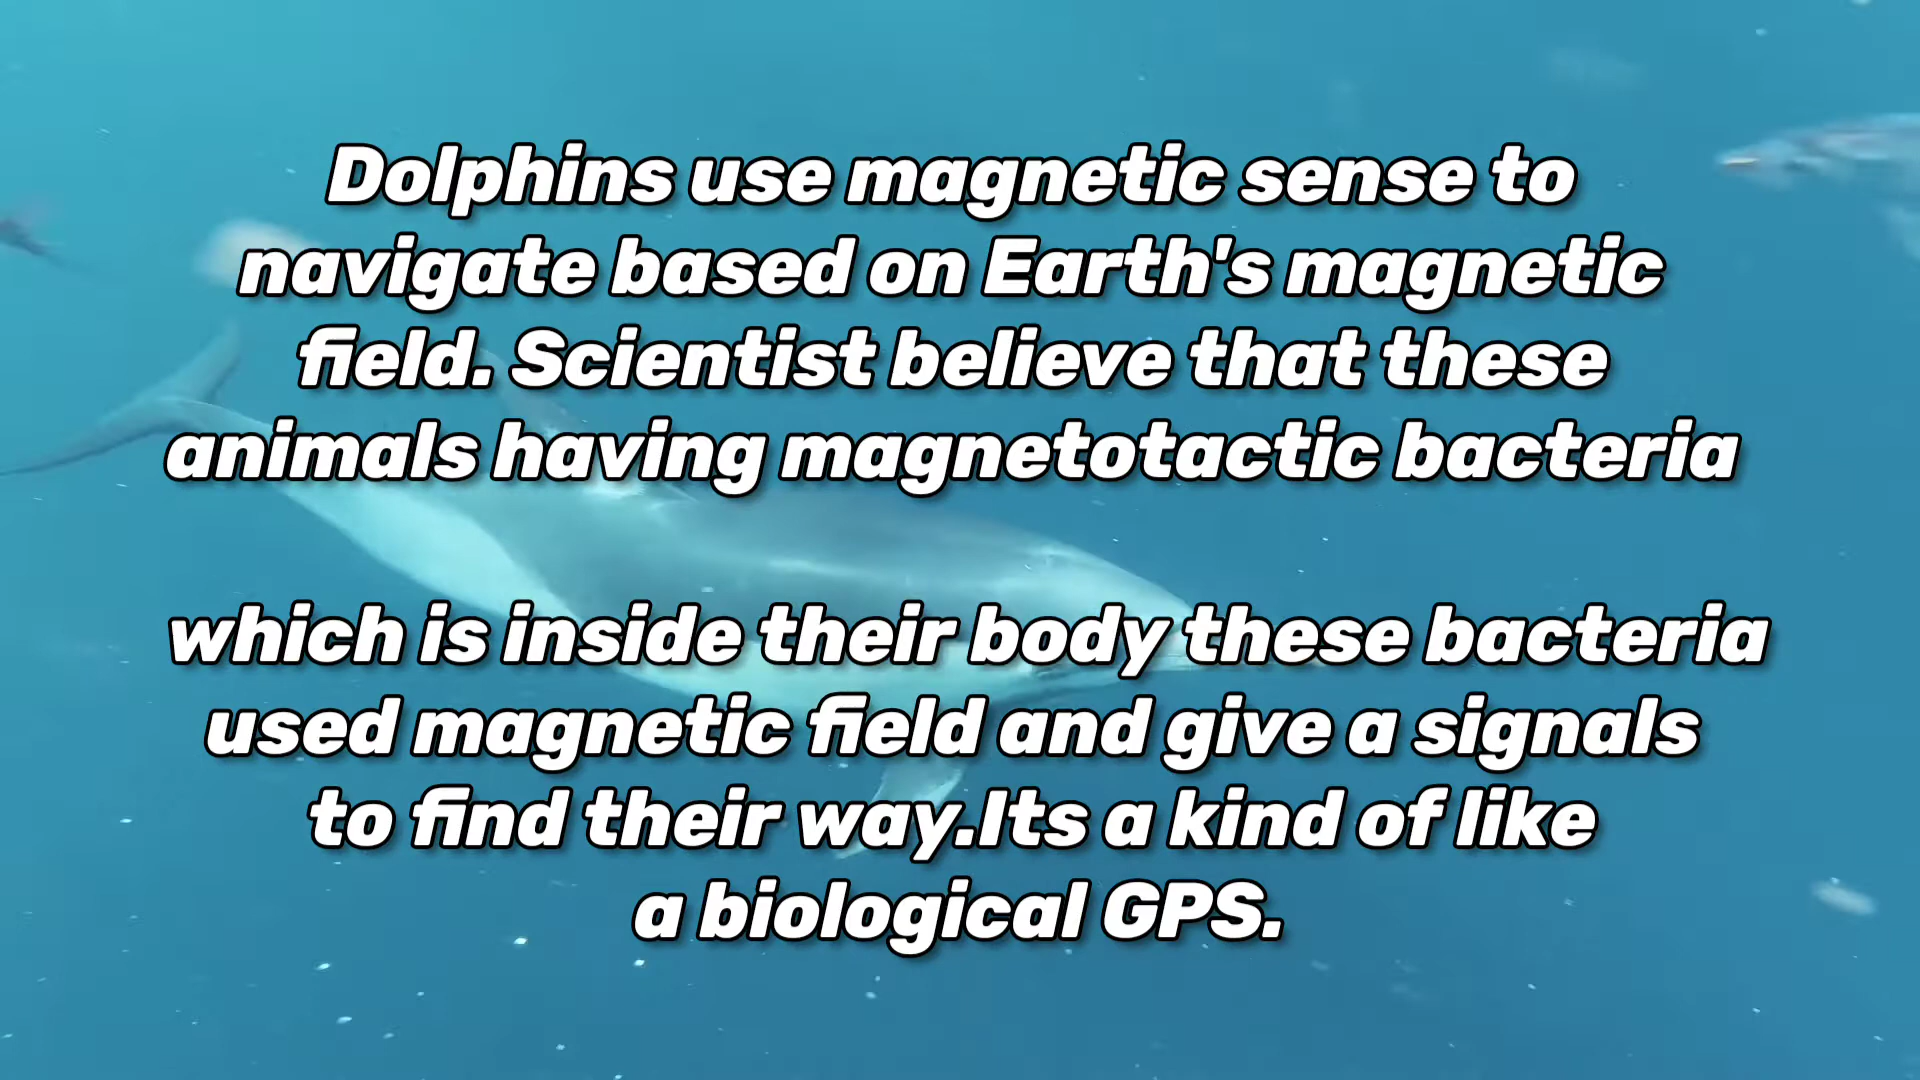 Dolphins use magnetic sense to
navigate based on Earth's magnetic
field. Scientist believe that these
animals having magnetotactic bacteria
which is inside their body these bacteria
used magnetic field and give a signals
to find their way.Its a kind of like
a biological GPS.